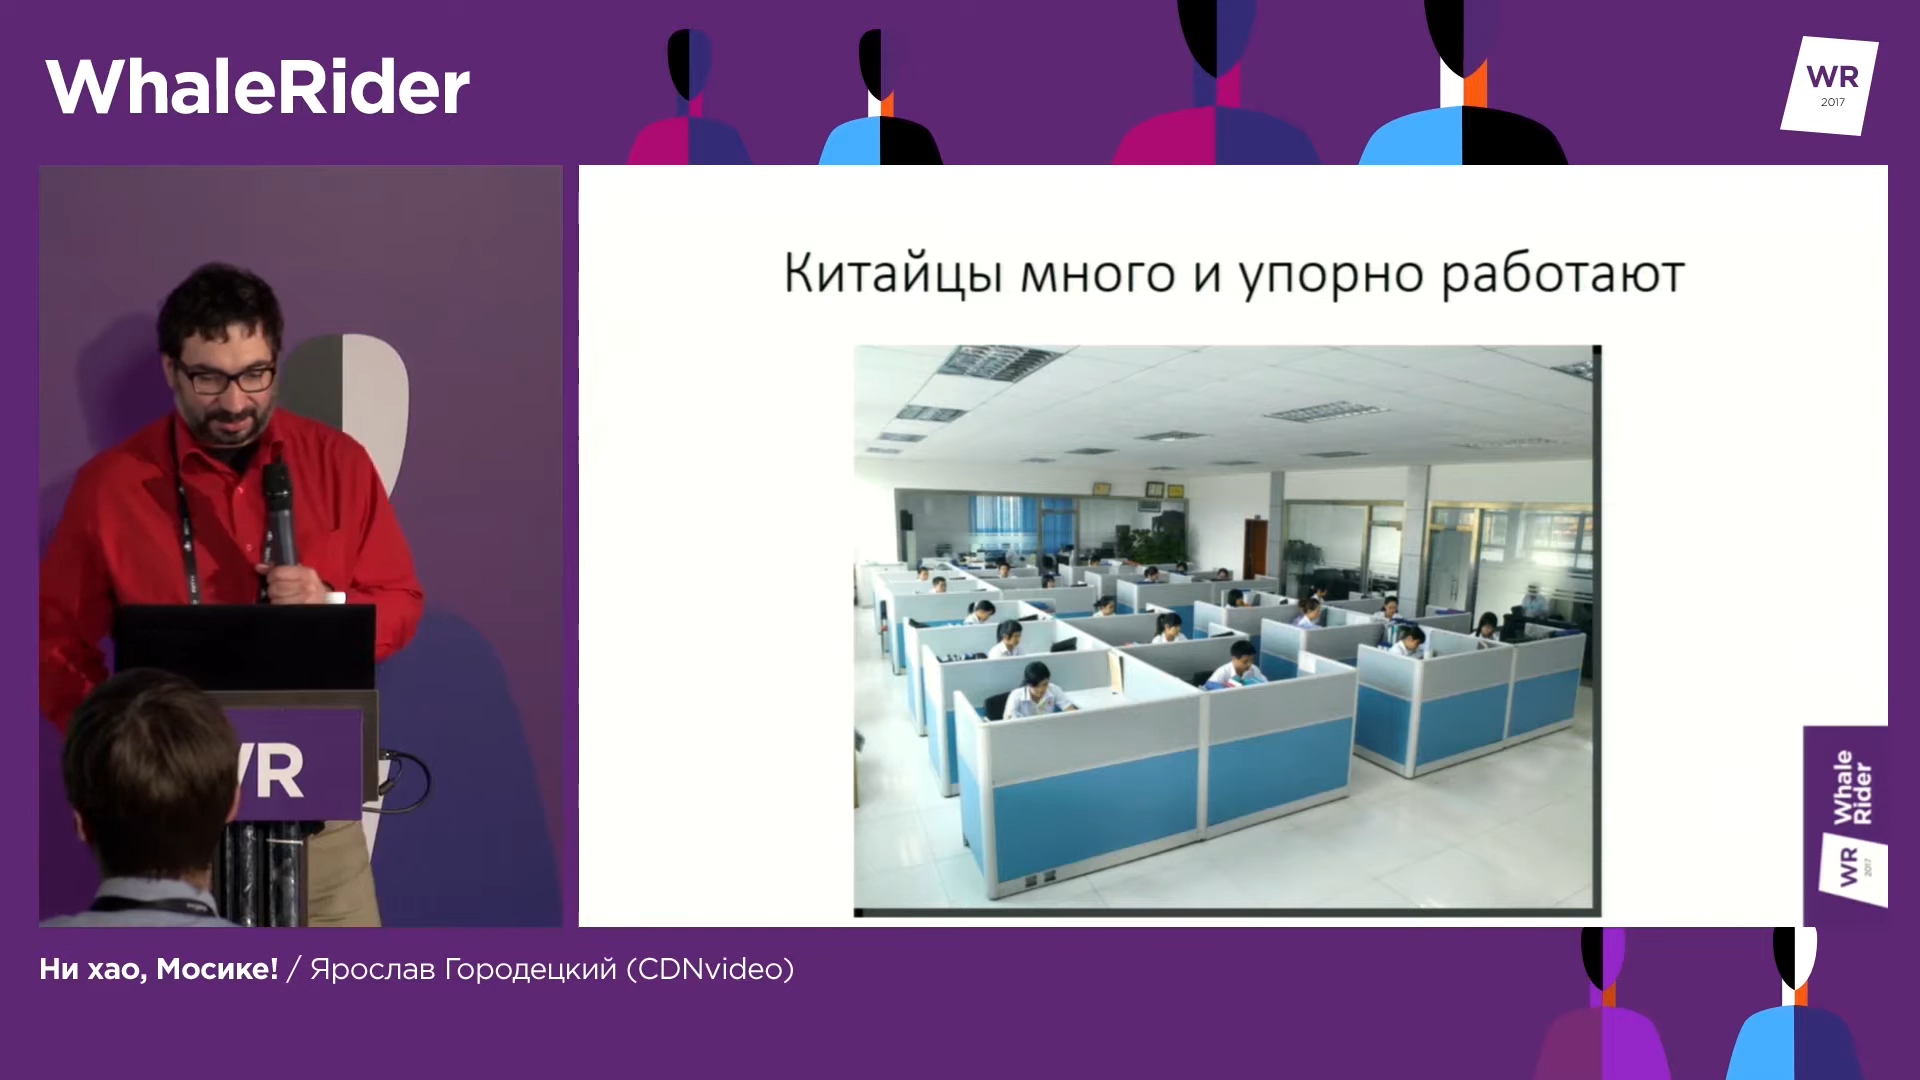 WhaleRider
WR
2017
Китайцы много и упорно работают
WR
Whale
Rider
WR
2017
Ни хао, Мосике! / Ярослав Городецкий (CDNvideo)